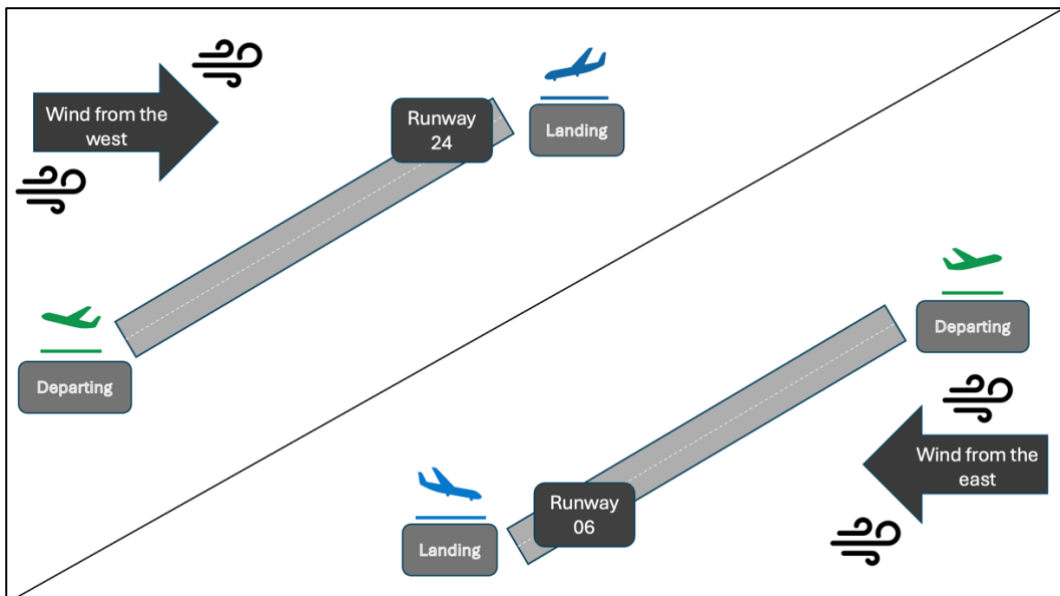 Wind from the
west
Runway
24
Landing
Departing
Departing
Wind from the
east
Runway
06
Landing